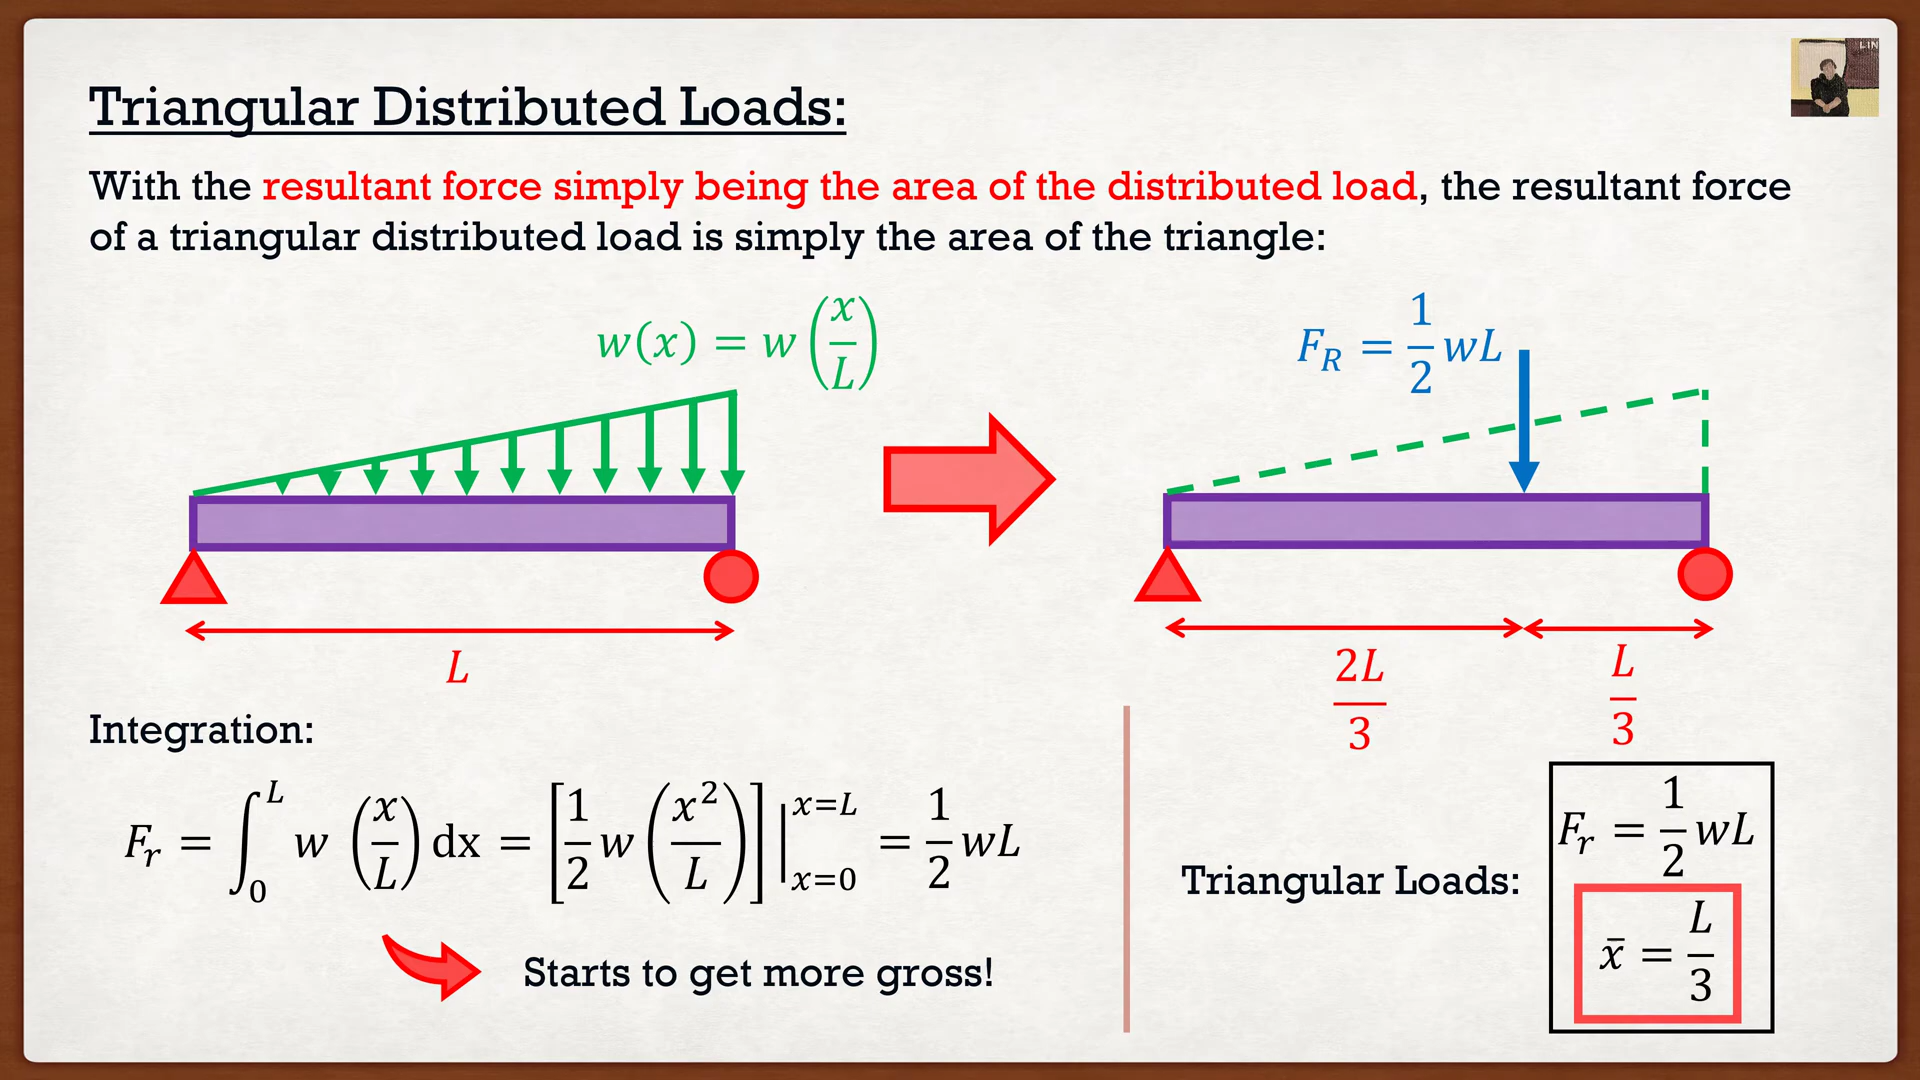 LIN
Triangular Distributed Loads:
With the resultant force simply being the area of the distributed load, the resultant force
of a triangular distributed load is simply the area of the triangle:
w(x) = w(x/L)
F_R = 1/2 wL
L
2L/3
L/3
Integration:
F_r = ∫_0^L w (x/L) dx = [1/2 w (x²/L)] |_{x=0}^{x=L} = 1/2 wL
Starts to get more gross!
Triangular Loads:
F_r = 1/2 wL
x̄ = L/3